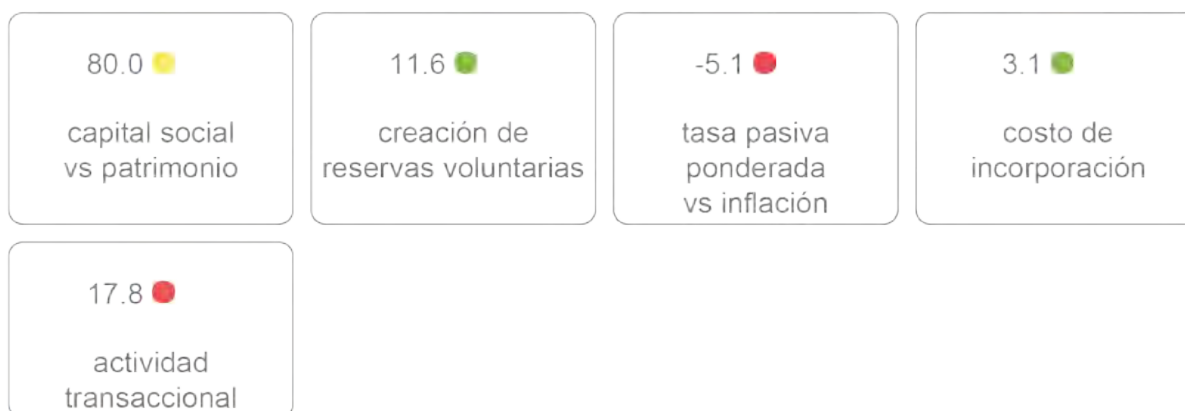 80.0
capital social
vs patrimonio
11.6
creación de
reservas voluntarias
-5.1
tasa pasiva
ponderada
vs inflación
3.1
costo de
incorporación
17.8
actividad
transaccional